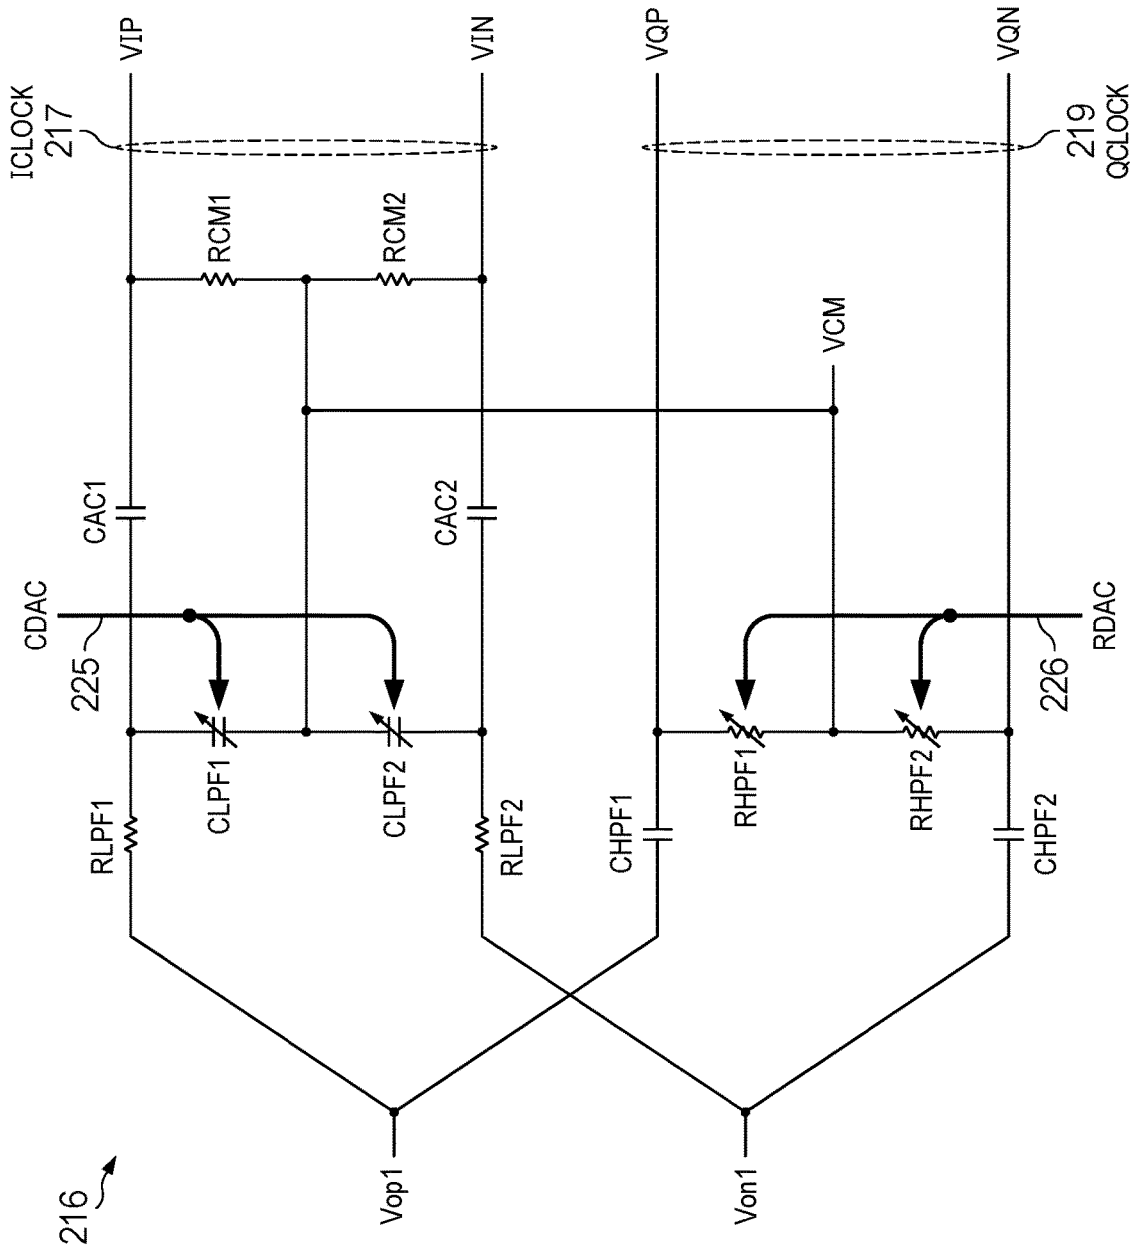 216
Vop1
Von1
RLPF1
RLPF2
CHPF1
CHPF2
CLPF1
CLPF2
RHPF1
RHPF2
225
CDAC
226
RDAC
CAC1
CAC2
VCM
RCM1
RCM2
ICLOCK
217
219
QCLOCK
VIP
VIN
VQP
VQN